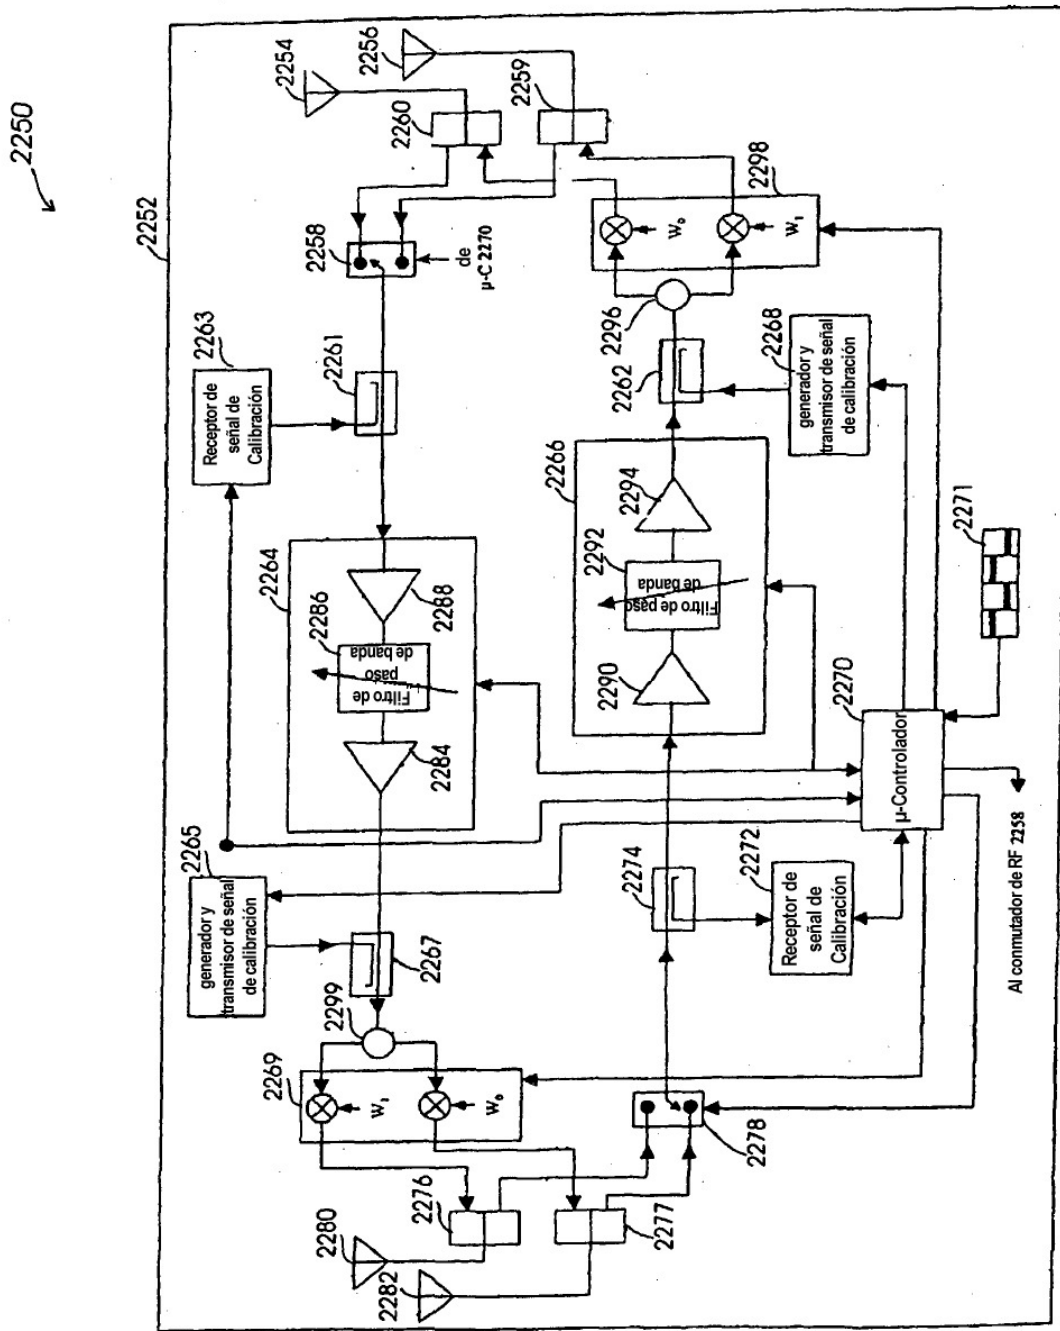 2250
2252
2254
2256
2260
2259
2258
de
µ-C 2270
2263
Receptor de
señal de
Calibración
2261
2298
W₀
W₁
2296
2262
2268
generador y
transmisor de señal
de calibración
2264
2288
2286
Filtro de
paso
de banda
2284
2266
2294
2292
Filtro de paso
de banda
2290
2271
2270
µ-Controlador
Al conmutador de RF 2258
2265
generador y
transmisor de señal
de calibración
2267
2274
2272
Receptor de
señal de
Calibración
2299
2269
W₁
W₀
2278
2276
2277
2280
2282